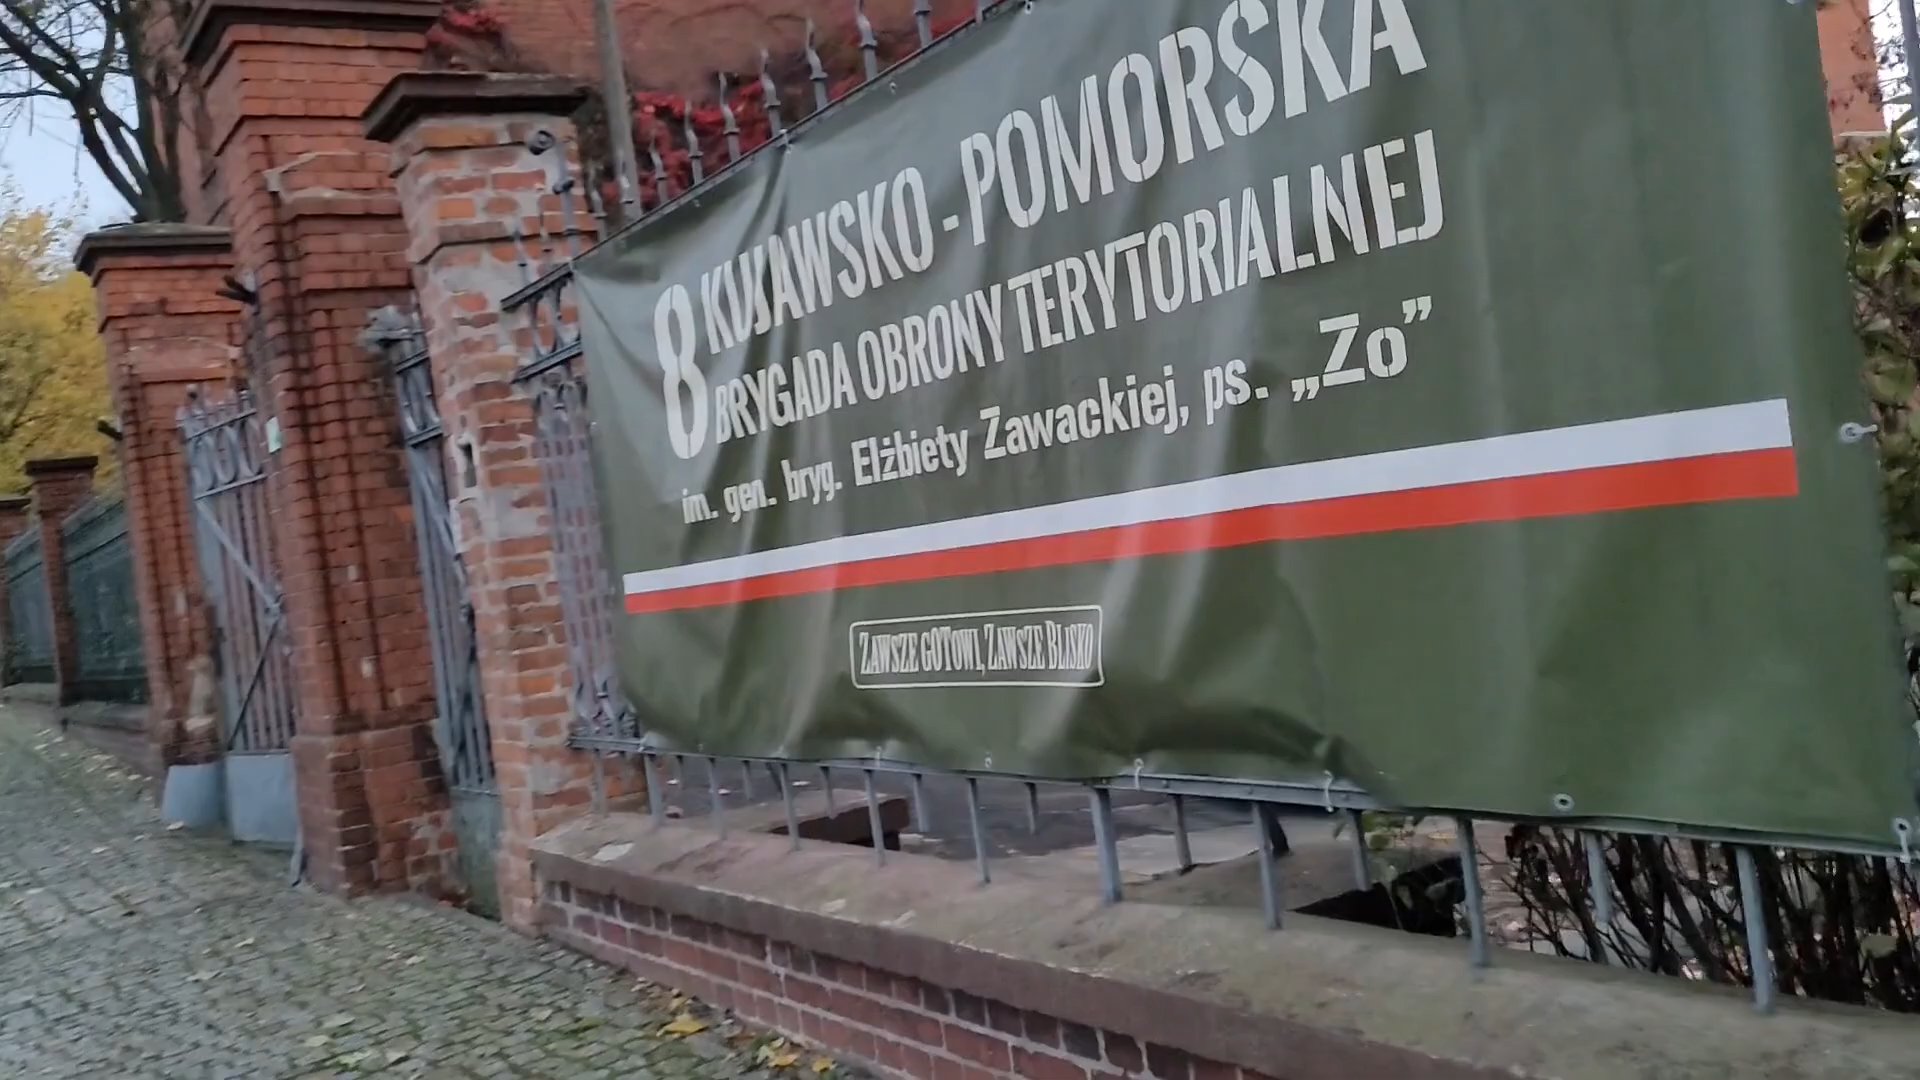 8 KUJAWSKO-POMORSKA
BRYGADA OBRONY TERYTORIALNEJ
im. gen. bryg. Elżbiety Zawackiej, ps. „Zo”
ZAWSZE GOTOWI, ZAWSZE BLISKO